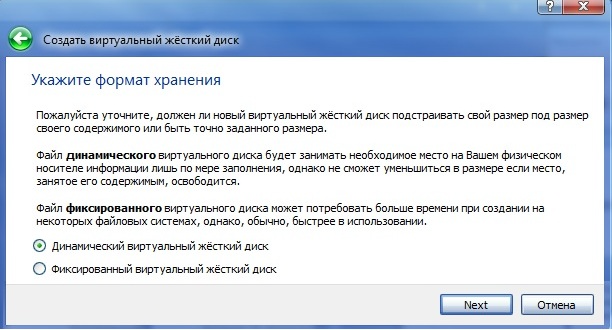 ?
Создать виртуальный жёсткий диск
Укажите формат хранения
Пожалуйста уточните, должен ли новый виртуальный жёсткий диск подстраивать свой размер под размер
своего содержимого или быть точно заданного размера.
Файл динамического виртуального диска будет занимать необходимое место на Вашем физическом
носителе информации лишь по мере заполнения, однако не сможет уменьшиться в размере если место,
занятое его содержимым, освободится.
Файл фиксированного виртуального диска может потребовать больше времени при создании на
некоторых файловых системах, однако, обычно, быстрее в использовании.
Динамический виртуальный жёсткий диск
Фиксированный виртуальный жёсткий диск
Next
Отмена